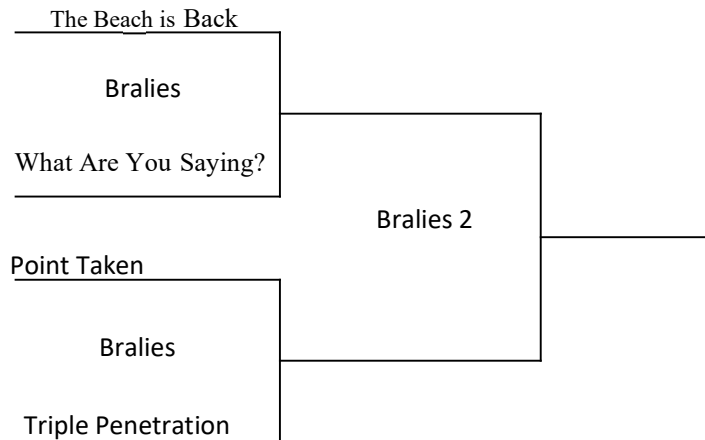 The Beach is Back
Bralies
What Are You Saying?
Bralies 2
Point Taken
Bralies
Triple Penetration